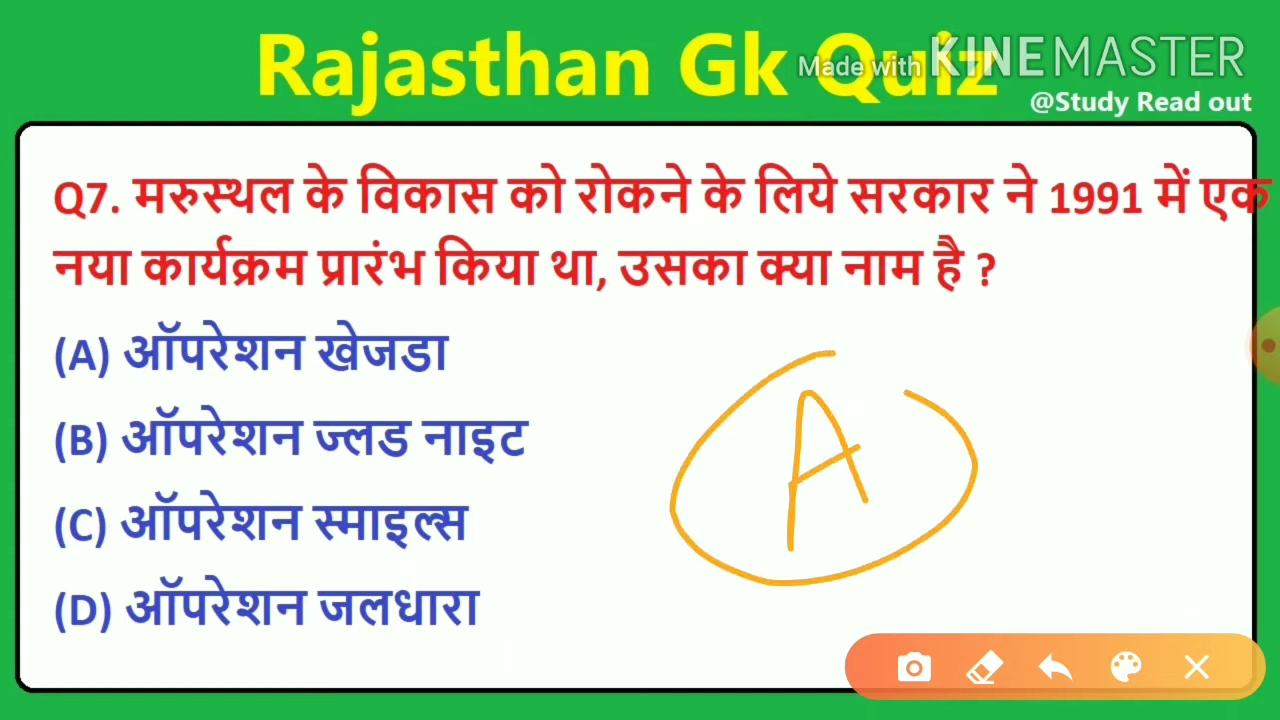 Rajasthan Gk Quiz
Made with KINEMASTER
@Study Read out
Q7. मरुस्थल के विकास को रोकने के लिये सरकार ने 1991 में एक
नया कार्यक्रम प्रारंभ किया था, उसका क्या नाम है ?
(A) ऑपरेशन खेजडा
(B) ऑपरेशन ज्लड नाइट
(C) ऑपरेशन स्माइल्स
(D) ऑपरेशन जलधारा
A